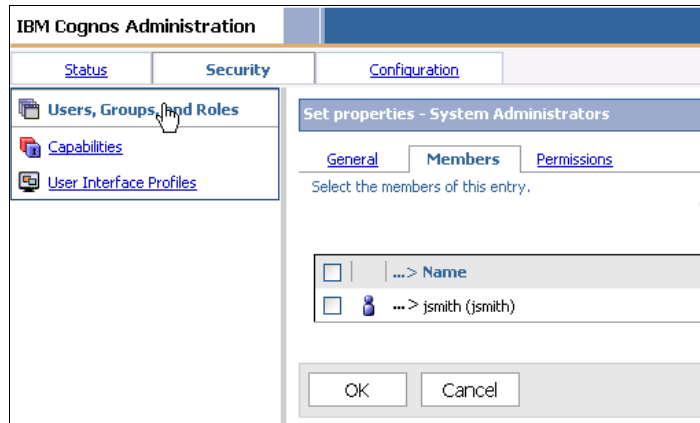 IBM Cognos Administration
Status Security Configuration
Users, Groups, and Roles
Capabilities
User Interface Profiles
Set properties - System Administrators
General Members Permissions
Select the members of this entry.
...> Name
...> jsmith (jsmith)
OK Cancel